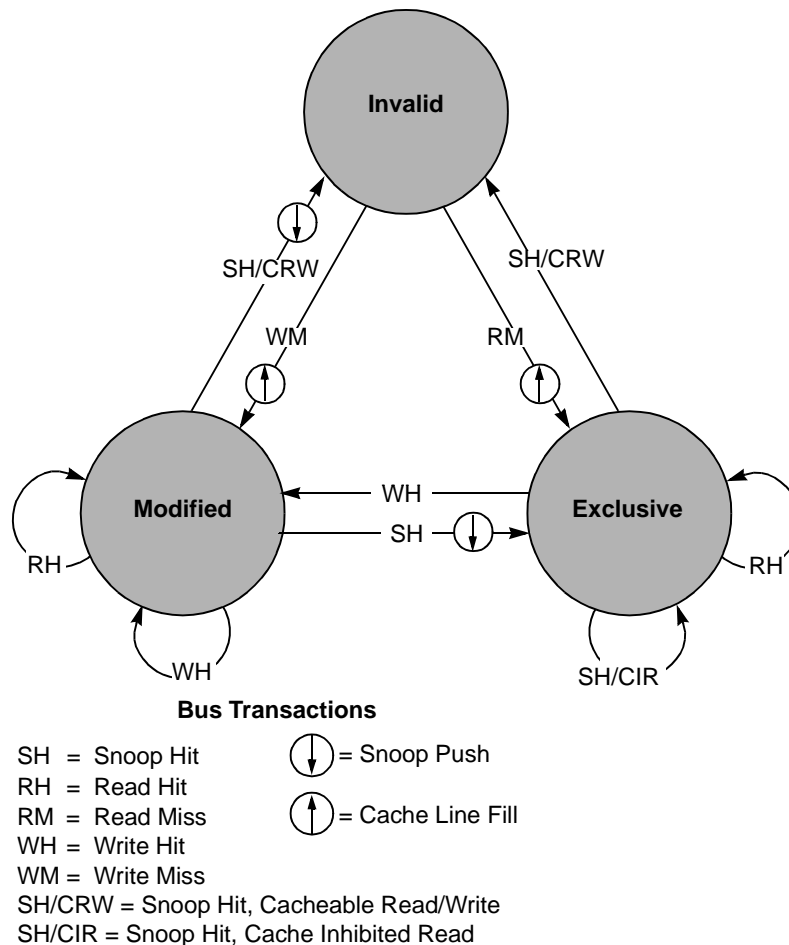 Invalid
SH/CRW
SH/CRW
WM
RM
Modified
WH
Exclusive
SH
RH
RH
WH
SH/CIR
Bus Transactions
SH = Snoop Hit
= Snoop Push
RH = Read Hit
RM = Read Miss
= Cache Line Fill
WH = Write Hit
WM = Write Miss
SH/CRW = Snoop Hit, Cacheable Read/Write
SH/CIR = Snoop Hit, Cache Inhibited Read